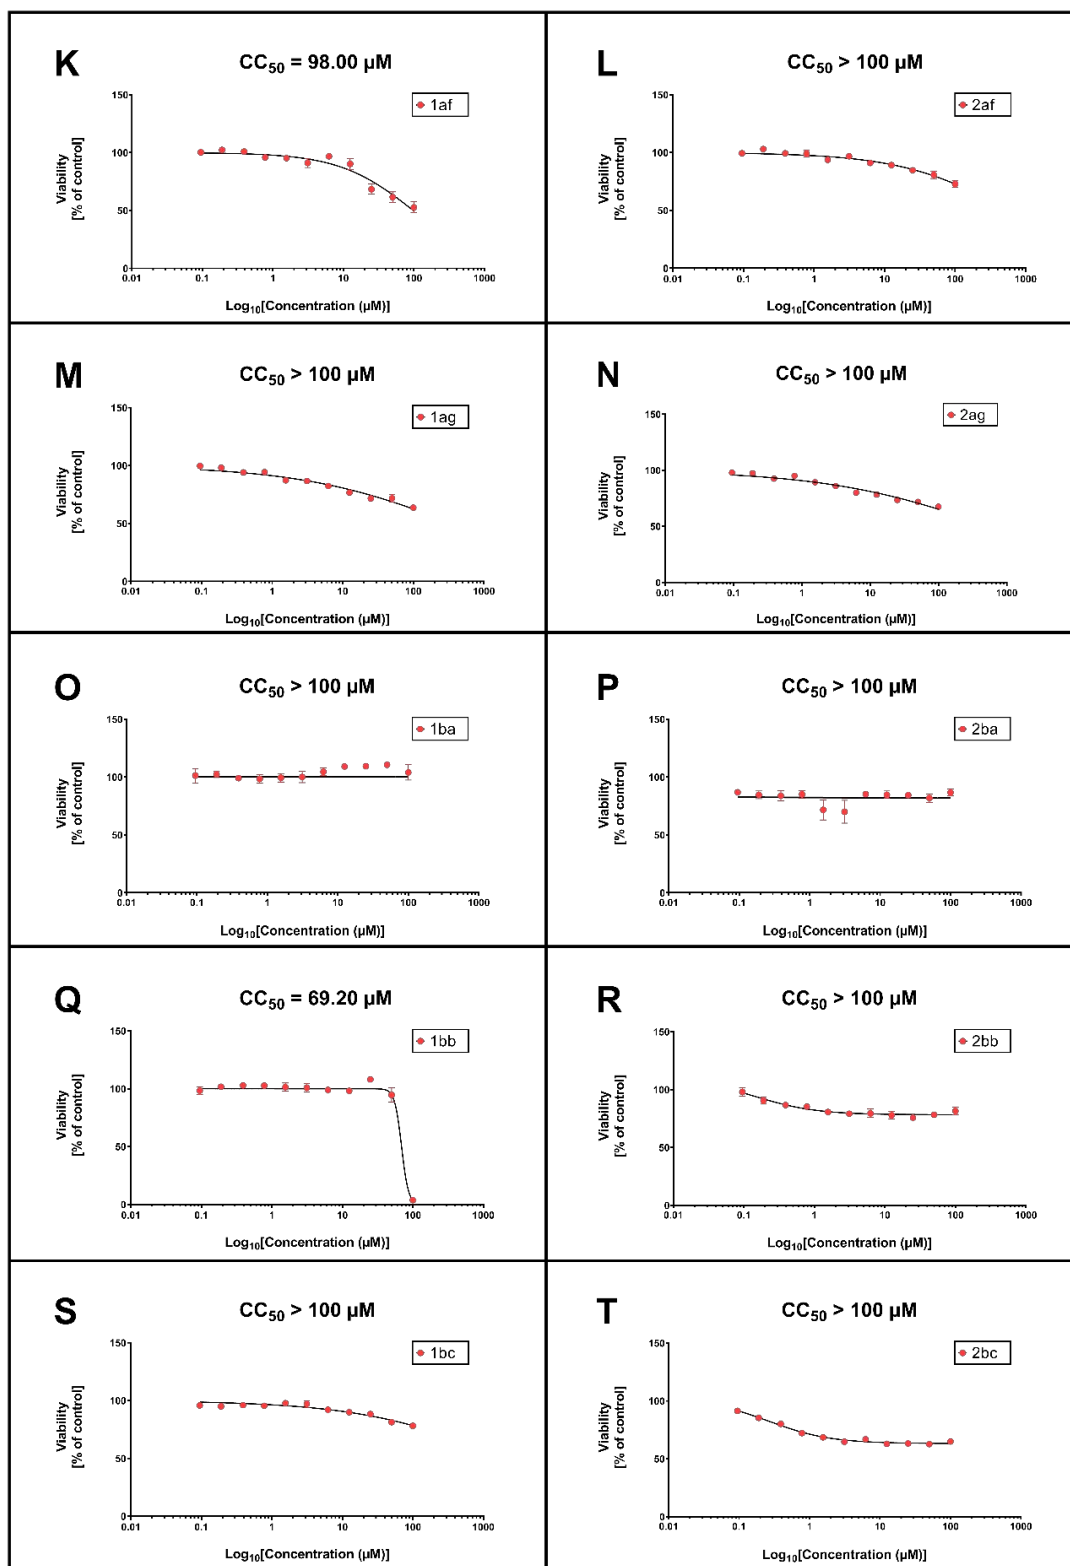 K
CC50 = 98.00 µM
1af
150
100
50
0
Viability
[% of control]
0.01 0.1 1 10 100 1000
Log10[Concentration (µM)]
L
CC50 > 100 µM
2af
150
100
50
0
Viability
[% of control]
0.01 0.1 1 10 100 1000
Log10[Concentration (µM)]
M
CC50 > 100 µM
1ag
150
100
50
0
Viability
[% of control]
0.01 0.1 1 10 100 1000
Log10[Concentration (µM)]
N
CC50 > 100 µM
2ag
150
100
50
0
Viability
[% of control]
0.01 0.1 1 10 100 1000
Log10[Concentration (µM)]
O
CC50 > 100 µM
1ba
150
100
50
0
Viability
[% of control]
0.01 0.1 1 10 100 1000
Log10[Concentration (µM)]
P
CC50 > 100 µM
2ba
150
100
50
0
Viability
[% of control]
0.01 0.1 1 10 100 1000
Log10[Concentration (µM)]
Q
CC50 = 69.20 µM
1bb
150
100
50
0
Viability
[% of control]
0.01 0.1 1 10 100 1000
Log10[Concentration (µM)]
R
CC50 > 100 µM
2bb
150
100
50
0
Viability
[% of control]
0.01 0.1 1 10 100 1000
Log10[Concentration (µM)]
S
CC50 > 100 µM
1bc
150
100
50
0
Viability
[% of control]
0.01 0.1 1 10 100 1000
Log10[Concentration (µM)]
T
CC50 > 100 µM
2bc
150
100
50
0
Viability
[% of control]
0.01 0.1 1 10 100 1000
Log10[Concentration (µM)]